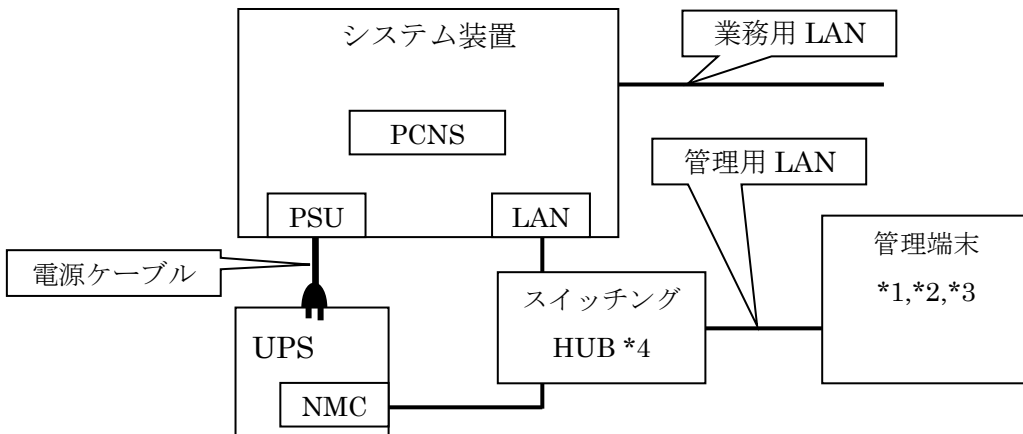 システム装置
業務用 LAN
PCNS
管理用 LAN
PSU
LAN
管理端末
*1,*2,*3
電源ケーブル
スイッチング
HUB *4
UPS
NMC